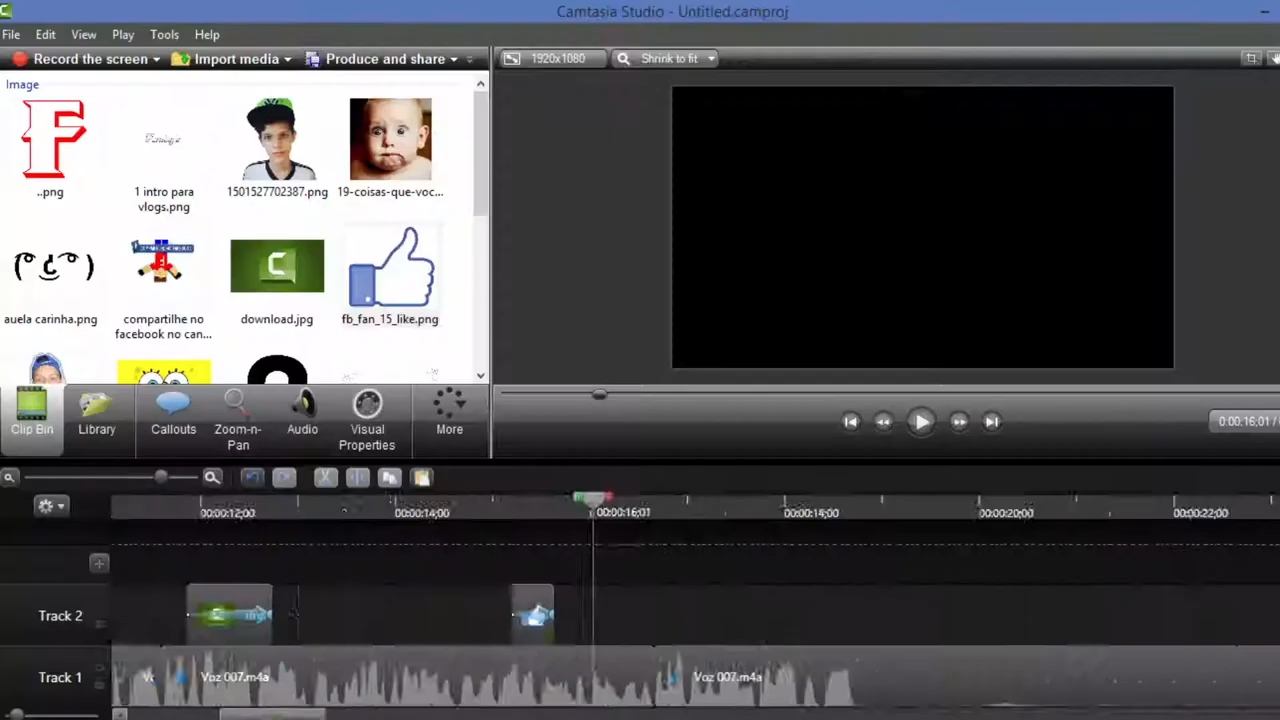 Camtasia Studio - Untitled.camproj
File Edit View Play Tools Help
Record the screen Import media Produce and share
1920x1080 Shrink to fit
Image
F
..png
1 intro para
vlogs.png
1501527702387.png
19-coisas-que-voc...
auela carinha.png
compartilhe no
facebook no can...
download.jpg
fb_fan_15_like.png
Clip Bin
Library
Callouts
Zoom-n-
Pan
Audio
Visual
Properties
More
0:00:16;01 /
00:00:12;00 00:00:14;00 00:00:16;01 00:00:20;00 00:00:22;00
Track 2
Track 1 Voz 007.m4a Voz 007.m4a